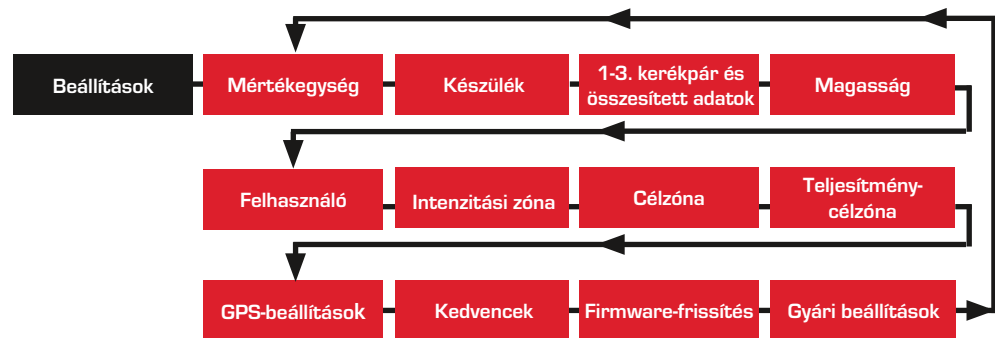 Beállítások
Mértékegység
Készülék
1-3. kerékpár és
összesített adatok
Magasság
Felhasználó
Intenzitási zóna
Célzóna
Teljesítmény-
célzóna
GPS-beállítások
Kedvencek
Firmware-frissítés
Gyári beállítások